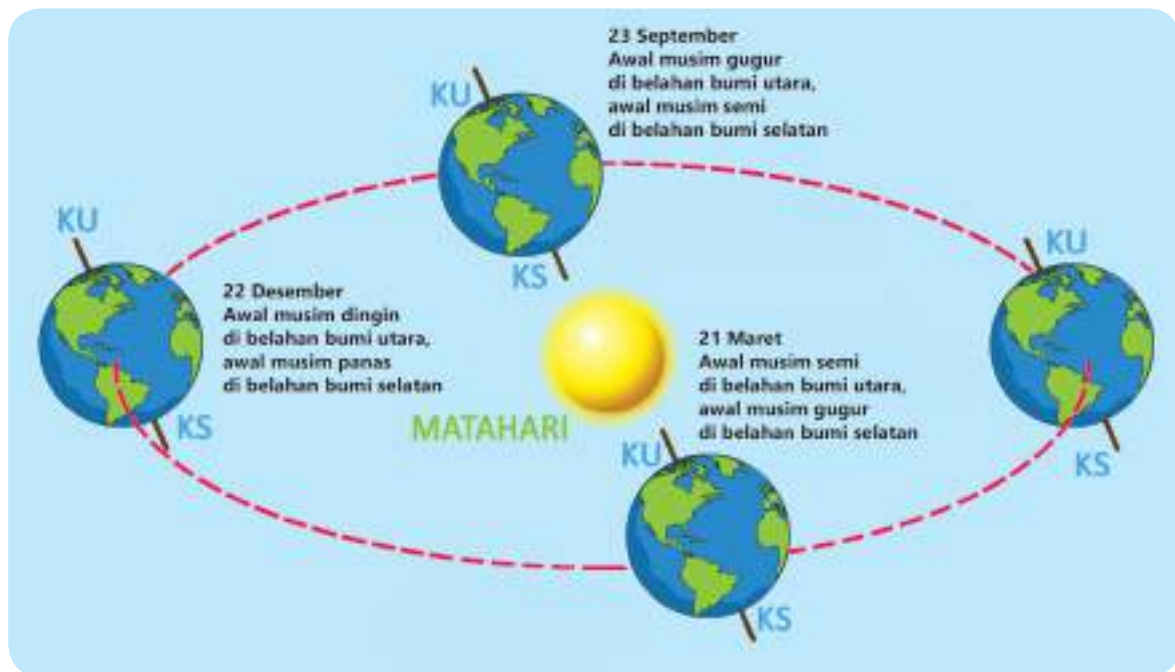 23 September
Awal musim gugur
di belahan bumi utara,
awal musim semi
di belahan bumi selatan
KU
KS
KU
22 Desember
Awal musim dingin
di belahan bumi utara,
awal musim panas
di belahan bumi selatan
KS
MATAHARI
21 Maret
Awal musim semi
di belahan bumi utara,
awal musim gugur
di belahan bumi selatan
KU
KS
KU
KS